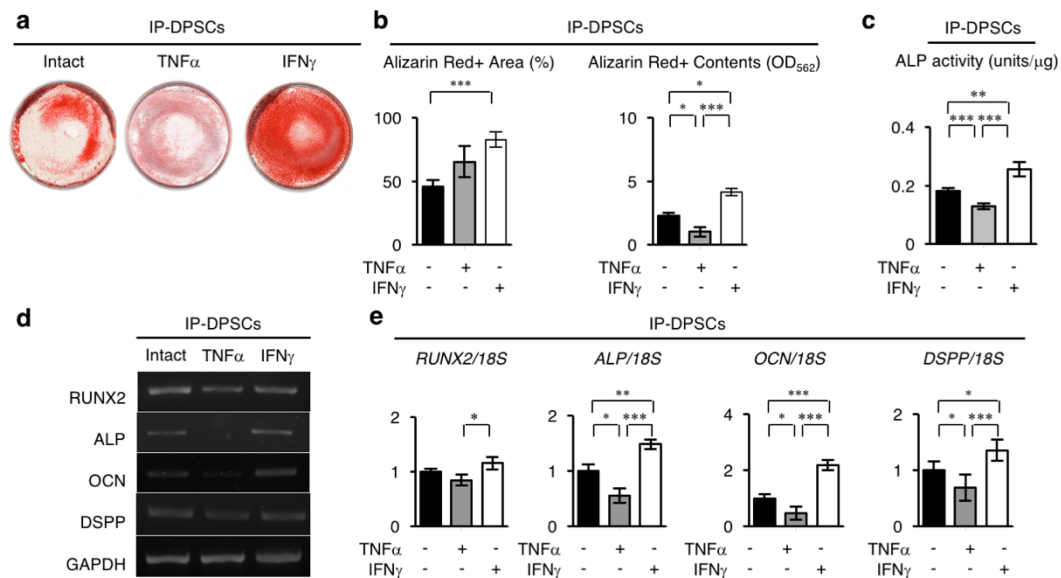 a
IP-DPSCs
Intact TNFα IFNγ
b
IP-DPSCs
Alizarin Red+ Area (%) Alizarin Red+ Contents (OD562)
***
* * ***
100
50
0
10
5
0
TNFα - + - TNFα - + -
IFNγ - - + IFNγ - - +
c
IP-DPSCs
ALP activity (units/μg)
**
*** ***
0.4
0.2
0
TNFα - + -
IFNγ - - +
d
IP-DPSCs
Intact TNFα IFNγ
RUNX2
ALP
OCN
DSPP
GAPDH
e
IP-DPSCs
RUNX2/18S ALP/18S OCN/18S DSPP/18S
*
** * ***
*** * ***
* * ***
2
1
0
2
1
0
4
2
0
2
1
0
TNFα - + - TNFα - + - TNFα - + - TNFα - + -
IFNγ - - + IFNγ - - + IFNγ - - + IFNγ - - +